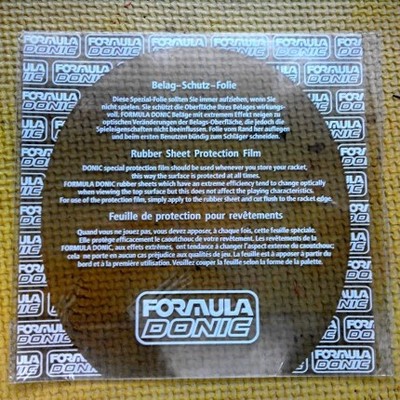 FORMULA DONIC
Belag-Schutz-Folie
Diese Spezial-Folie sollten Sie immer aufziehen, wenn Sie
nicht spielen. Sie schützt die Oberfläche Ihres Belages wirkungs-
voll. FORMULA DONIC Beläge mit extremem Effekt neigen zu
optischen Veränderungen der Belags-Oberfläche, die jedoch die
Spieleigenschaften nicht beeinflussen. Folie vom Rand her auflegen
und beim ersten Benutzen bündig zum Schläger schneiden.
Rubber Sheet Protection Film
DONIC special protection film should be used whenever you store your racket,
this way the surface is protected at all times.
FORMULA DONIC rubber sheets which have an extreme efficiency tend to change optically
when viewing the top surface but this does not affect the playing characteristics.
For use of the protection film, simply apply to the rubber sheet and cut flush to the racket edge.
Feuille de protection pour revêtements
Quand vous ne jouez pas, vous devez apposer, à chaque fois, cette feuille spéciale.
Elle protège efficacement le caoutchouc de votre revêtement. Les revêtements de la
FORMULA DONIC, aux effets extrêmes, ont tendance à changer l'aspect externe du caoutchouc;
cela ne porte en aucun cas préjudice aux qualités de jeu. La feuille est à apposer à partir du
bord et à la première utilisation. Veuillez couper la feuille selon la forme de la palette.
FORMULA
DONIC